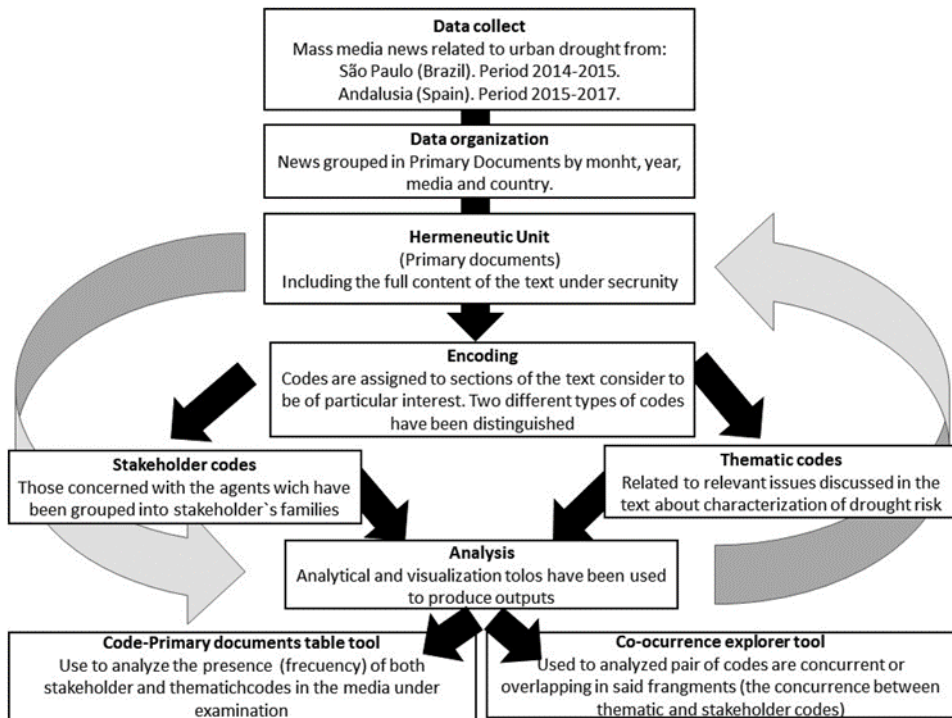 Data collect
Mass media news related to urban drought from:
São Paulo (Brazil). Period 2014-2015.
Andalusia (Spain). Period 2015-2017.
Data organization
News grouped in Primary Documents by monht, year,
media and country.
Hermeneutic Unit
(Primary documents)
Including the full content of the text under secrunity
Encoding
Codes are assigned to sections of the text consider to
be of particular interest. Two different types of codes
have been distinguished
Stakeholder codes
Those concerned with the agents wich have
been grouped into stakeholder`s families
Thematic codes
Related to relevant issues discussed in the
text about characterization of drought risk
Analysis
Analytical and visualization tolos have been used
to produce outputs
Code-Primary documents table tool
Use to analyze the presence (frecuency) of both
stakeholder and thematichcodes in the media under
examination
Co-ocurrence explorer tool
Used to analyzed pair of codes are concurrent or
overlapping in said frangments (the concurrence between
thematic and stakeholder codes)